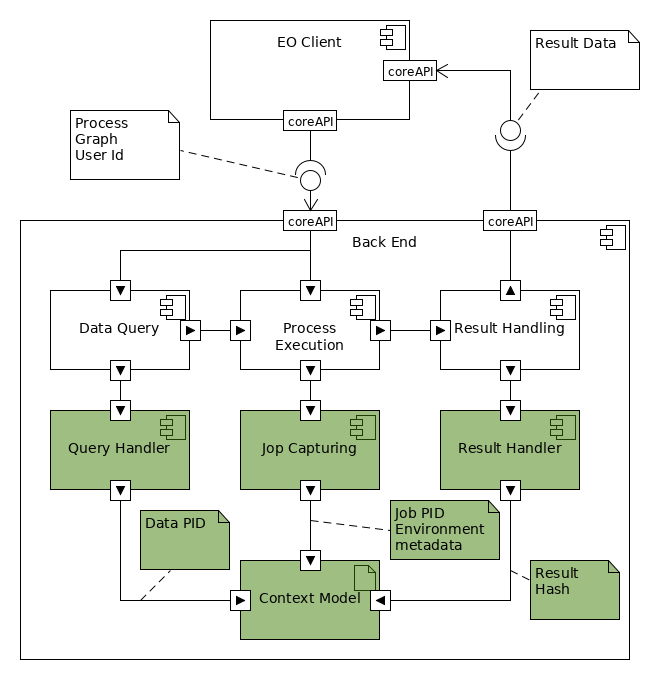 EO Client
Result Data
coreAPI
Process
Graph
User Id
coreAPI
coreAPI
coreAPI
Back End
Data Query
Process
Execution
Result Handling
Query Handler
Jop Capturing
Result Handler
Data PID
Job PID
Environment
metadata
Context Model
Result
Hash